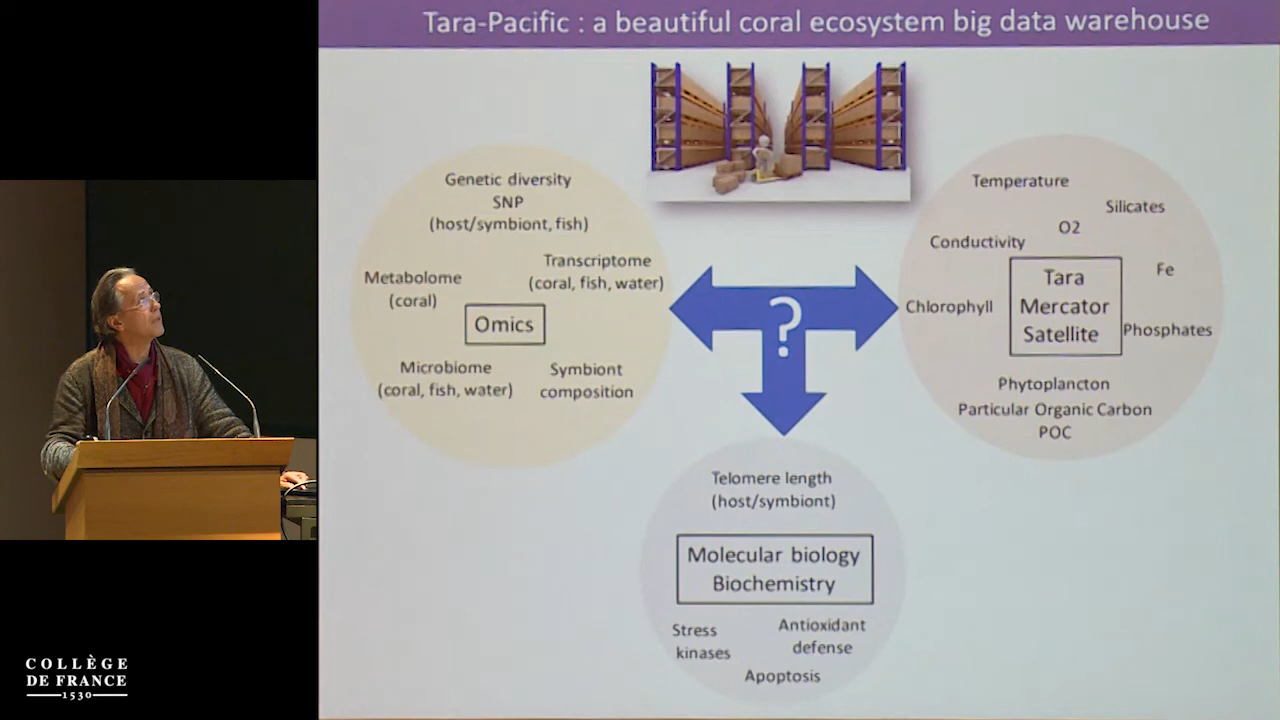 Tara-Pacific : a beautiful coral ecosystem big data warehouse
Genetic diversity
SNP
(host/symbiont, fish)
Metabolome
(coral)
Transcriptome
(coral, fish, water)
Omics
Microbiome
(coral, fish, water)
Symbiont
composition
?
Temperature
Silicates
O2
Conductivity
Fe
Chlorophyll
Tara
Mercator
Satellite
Phosphates
Phytoplancton
Particular Organic Carbon
POC
Telomere length
(host/symbiont)
Molecular biology
Biochemistry
Stress
kinases
Antioxidant
defense
Apoptosis
COLLÈGE
DE FRANCE
1530